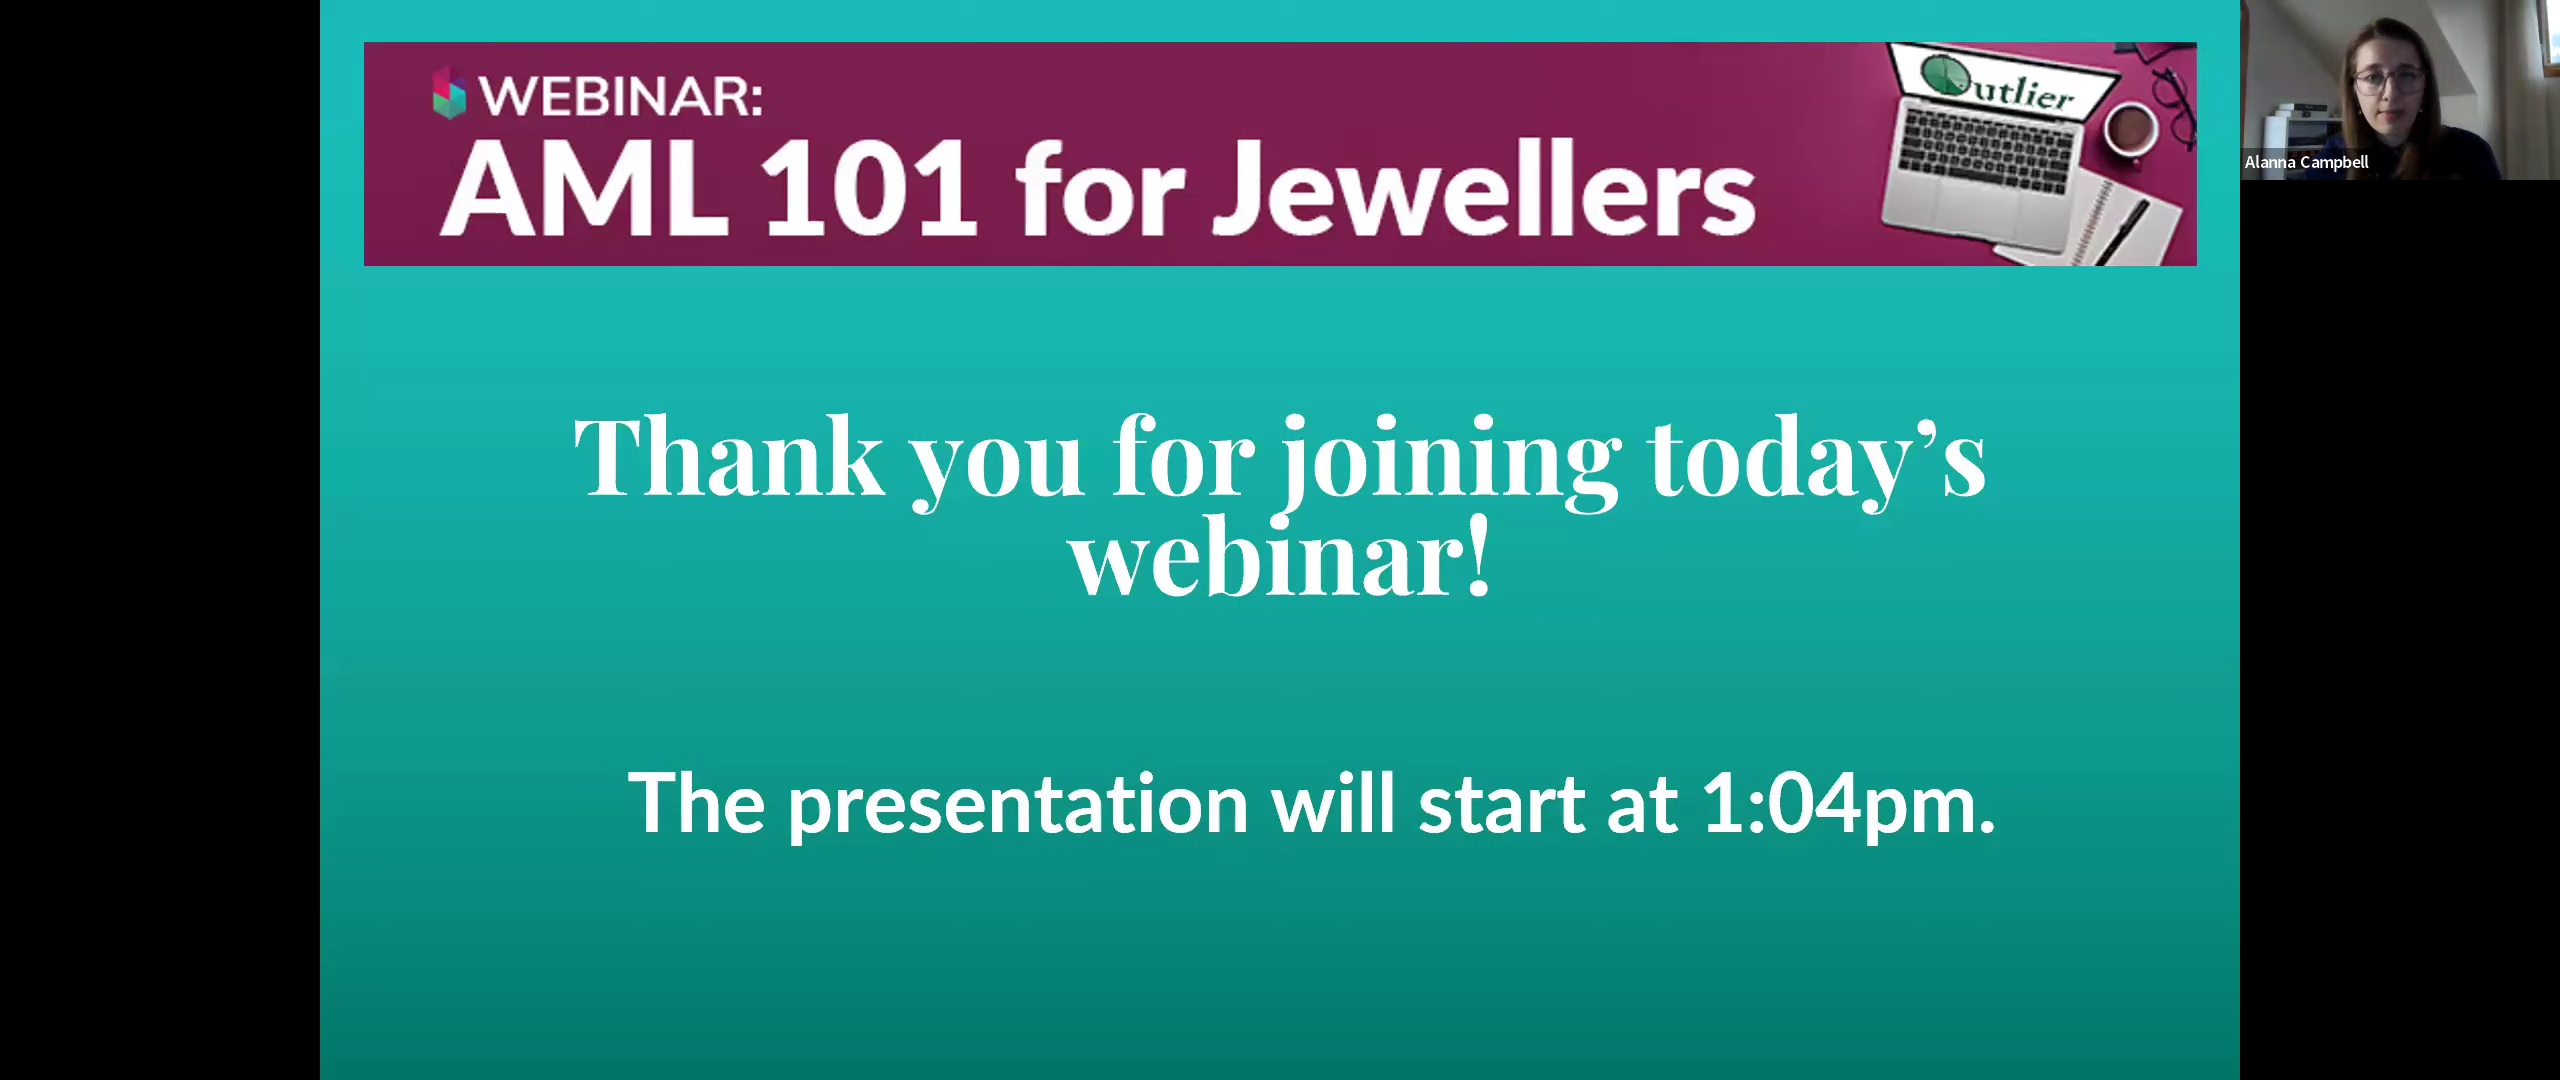 WEBINAR:
AML 101 for Jewellers
Outlier
Thank you for joining today’s
webinar!
The presentation will start at 1:04pm.
Alanna Campbell